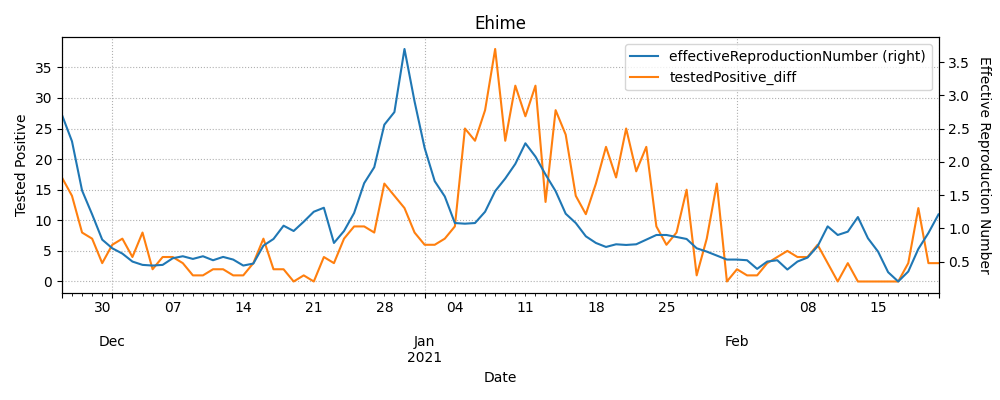 Ehime
effectiveReproductionNumber (right)
testedPositive_diff
Tested Positive
35
30
25
20
15
10
5
0
3.5
3.0
2.5
2.0
1.5
1.0
0.5
Effective Reproduction Number
30 07 14 21 28 04 11 18 25 08 15
Dec Jan Feb
2021
Date